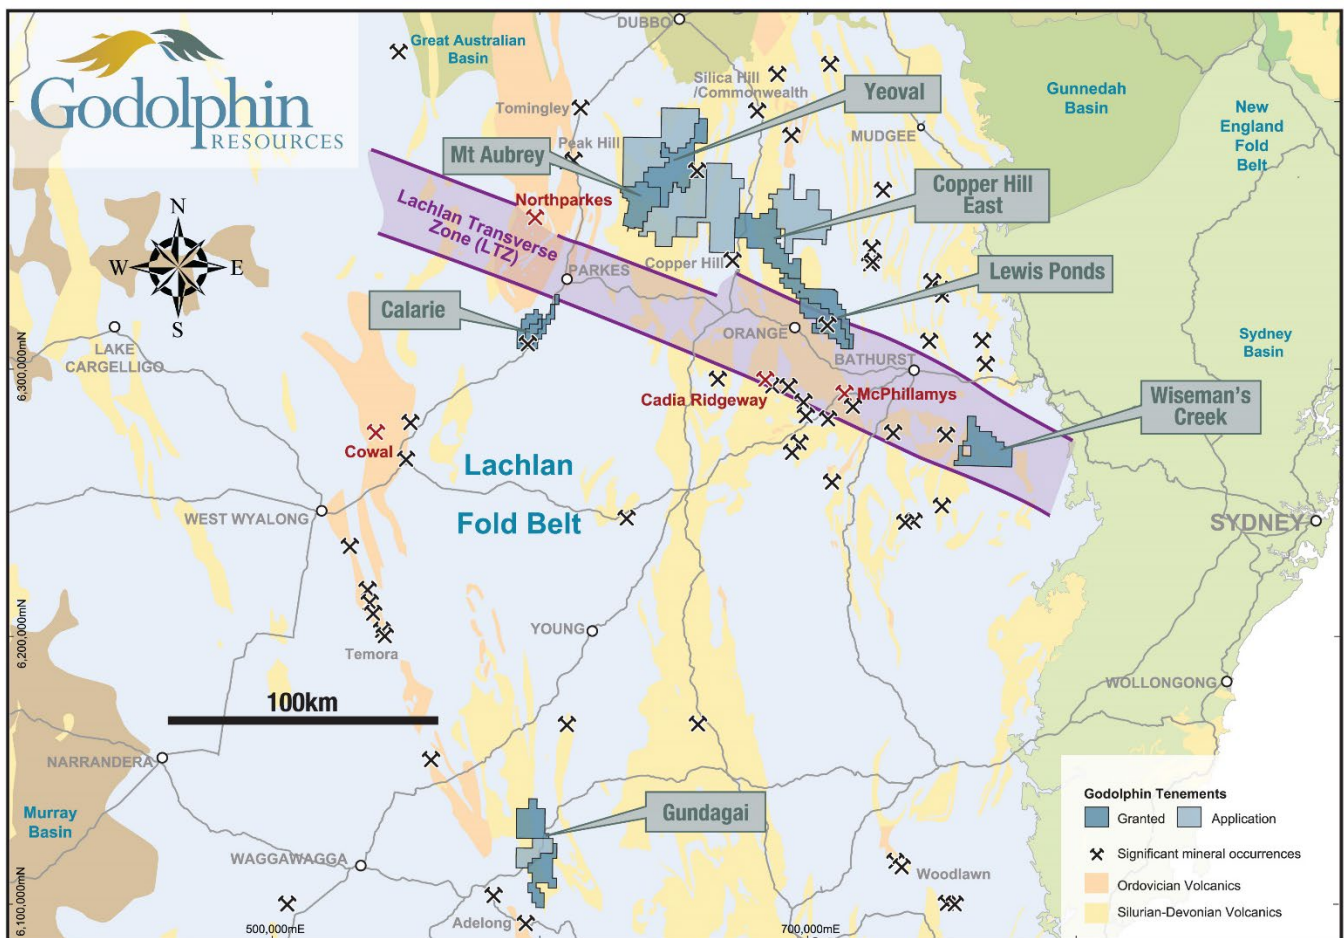 Godolphin
RESOURCES
DUBBO
Great Australian
Basin
Silica Hill
/Commonwealth
Yeoval
Gunnedah
Basin
New
England
Fold
Belt
Tomingley
Peak Hill
MUDGEE
Mt Aubrey
Copper Hill
East
Northparkes
Lachlan Transverse
Zone (LTZ)
N
W
E
S
Copper Hill
PARKES
Lewis Ponds
Calarie
ORANGE
BATHURST
Sydney
Basin
LAKE
CARGELLIGO
6,300,000mN
Cadia Ridgeway
McPhillamys
Wiseman's
Creek
Cowal
Lachlan
Fold Belt
WEST WYALONG
SYDNEY
6,200,000mN
YOUNG
Temora
100km
WOLLONGONG
NARRANDERA
Murray
Basin
Gundagai
WAGGAWAGGA
Woodlawn
Adelong
6,100,000mN
500,000mE
700,000mE
Godolphin Tenements
Granted
Application
Significant mineral occurrences
Ordovician Volcanics
Silurian-Devonian Volcanics